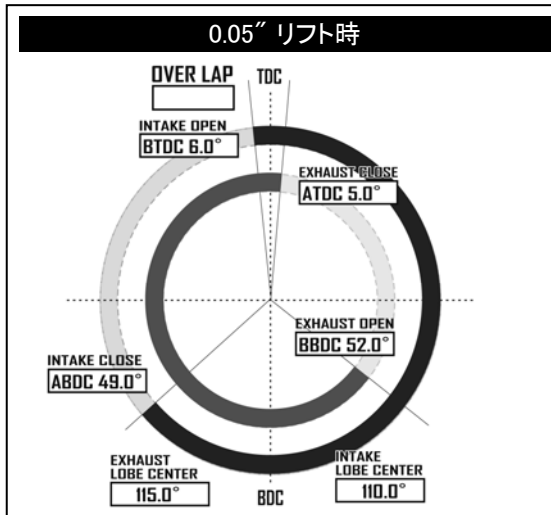 0.05″ リフト時
OVER LAP
TDC
INTAKE OPEN
BTDC 6.0°
EXHAUST CLOSE
ATDC 5.0°
EXHAUST OPEN
BBDC 52.0°
INTAKE CLOSE
ABDC 49.0°
EXHAUST
LOBE CENTER
115.0°
BDC
INTAKE
LOBE CENTER
110.0°